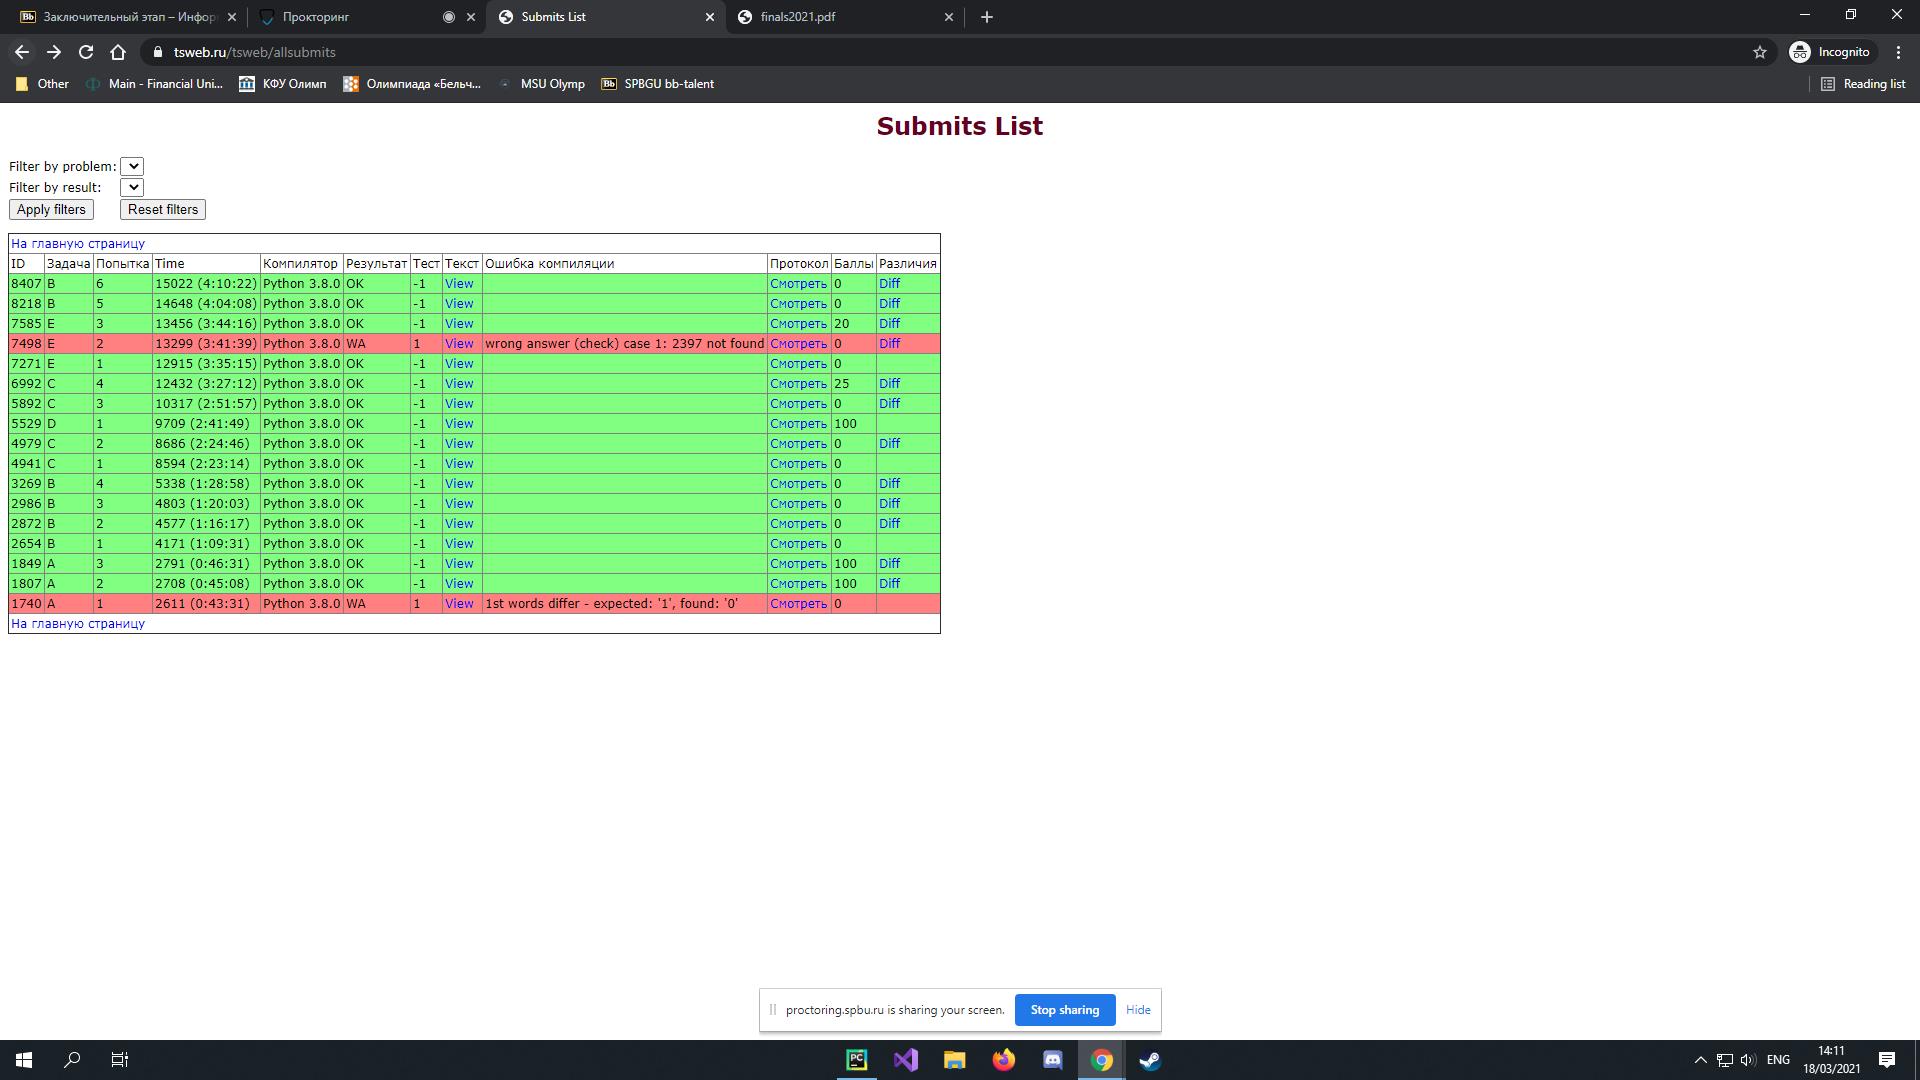 Заключительный этап – Инфор
Прокторинг
Submits List
finals2021.pdf
tsweb.ru/tsweb/allsubmits
Incognito
Other
Main - Financial Uni...
КФУ Олимп
Олимпиада «Бельч...
MSU Olymp
SPBGU bb-talent
Reading list
Submits List
Filter by problem:
Filter by result:
Apply filters Reset filters
На главную страницу
ID Задача Попытка Time Компилятор Результат Тест Текст Ошибка компиляции Протокол Баллы Различия
8407 B 6 15022 (4:10:22) Python 3.8.0 OK -1 View Смотреть 0 Diff
8218 B 5 14648 (4:04:08) Python 3.8.0 OK -1 View Смотреть 0 Diff
7585 E 3 13456 (3:44:16) Python 3.8.0 OK -1 View Смотреть 20 Diff
7498 E 2 13299 (3:41:39) Python 3.8.0 WA 1 View wrong answer (check) case 1: 2397 not found Смотреть 0 Diff
7271 E 1 12915 (3:35:15) Python 3.8.0 OK -1 View Смотреть 0
6992 C 4 12432 (3:27:12) Python 3.8.0 OK -1 View Смотреть 25 Diff
5892 C 3 10317 (2:51:57) Python 3.8.0 OK -1 View Смотреть 0 Diff
5529 D 1 9709 (2:41:49) Python 3.8.0 OK -1 View Смотреть 100
4979 C 2 8686 (2:24:46) Python 3.8.0 OK -1 View Смотреть 0 Diff
4941 C 1 8594 (2:23:14) Python 3.8.0 OK -1 View Смотреть 0
3269 B 4 5338 (1:28:58) Python 3.8.0 OK -1 View Смотреть 0 Diff
2986 B 3 4803 (1:20:03) Python 3.8.0 OK -1 View Смотреть 0 Diff
2872 B 2 4577 (1:16:17) Python 3.8.0 OK -1 View Смотреть 0 Diff
2654 B 1 4171 (1:09:31) Python 3.8.0 OK -1 View Смотреть 0
1849 A 3 2791 (0:46:31) Python 3.8.0 OK -1 View Смотреть 100 Diff
1807 A 2 2708 (0:45:08) Python 3.8.0 OK -1 View Смотреть 100 Diff
1740 A 1 2611 (0:43:31) Python 3.8.0 WA 1 View 1st words differ - expected: '1', found: '0' Смотреть 0
На главную страницу
proctoring.spbu.ru is sharing your screen. Stop sharing Hide
ENG
14:11
18/03/2021